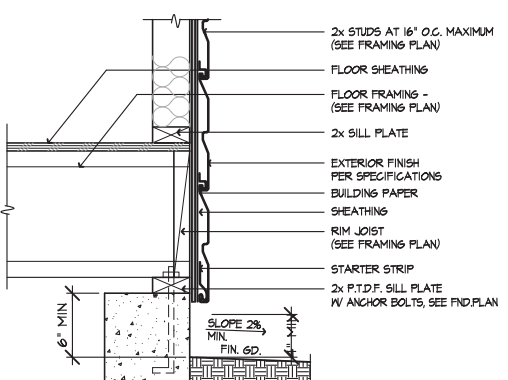 2x STUDS AT 16" O.C. MAXIMUM
(SEE FRAMING PLAN)
FLOOR SHEATHING
FLOOR FRAMING -
(SEE FRAMING PLAN)
2x SILL PLATE
EXTERIOR FINISH
PER SPECIFICATIONS
BUILDING PAPER
SHEATHING
RIM JOIST
(SEE FRAMING PLAN)
STARTER STRIP
2x P.T.D.F. SILL PLATE
W/ ANCHOR BOLTS, SEE FND.PLAN
6" MIN
SLOPE 2%
MIN.
FIN. GD.